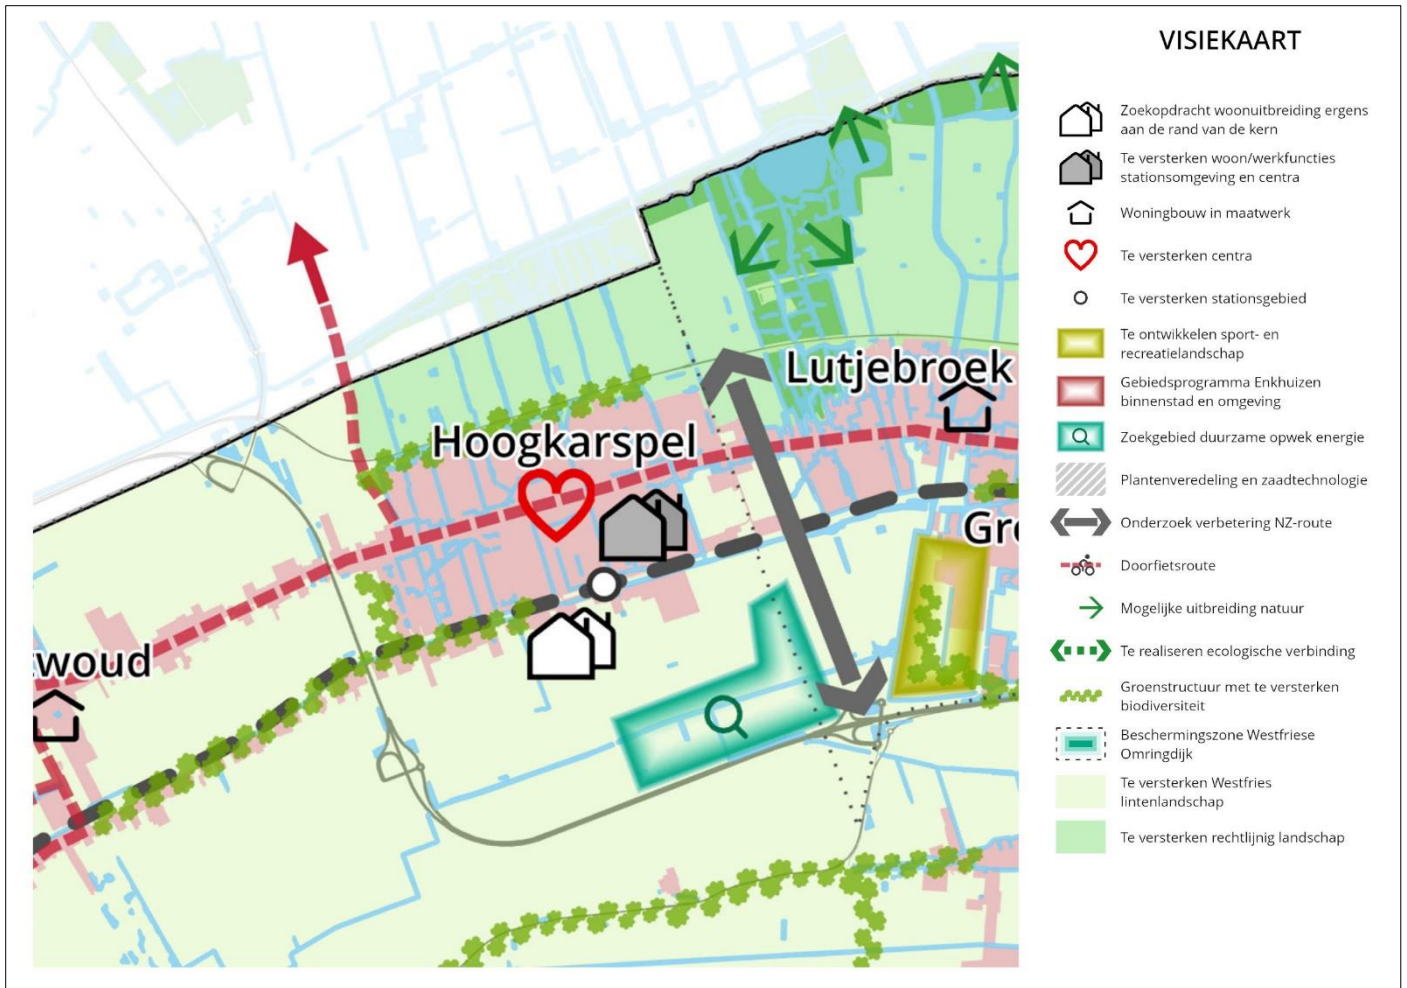 VISIEKAART
Zoekopdracht woonuitbreiding ergens
aan de rand van de kern
Te versterken woon/werkfuncties
stationsomgeving en centra
Woningbouw in maatwerk
Te versterken centra
Te versterken stationsgebied
Te ontwikkelen sport- en
recreatielandschap
Gebiedsprogramma Enkhuizen
binnenstad en omgeving
Zoekgebied duurzame opwek energie
Plantenveredeling en zaadtechnologie
Onderzoek verbetering NZ-route
Doorfietsroute
Mogelijke uitbreiding natuur
Te realiseren ecologische verbinding
Groenstructuur met te versterken
biodiversiteit
Beschermingszone Westfriese
Omringdijk
Te versterken Westfries
lintenlandschap
Te versterken rechtlijnig landschap
Lutjebroek
Hoogkarspel
Gro
woud